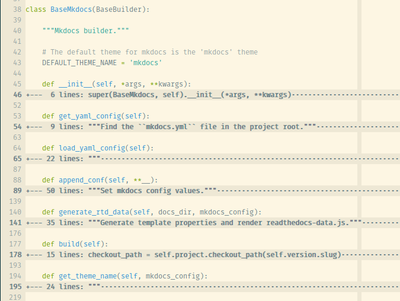 38 class BaseMkdocs(BaseBuilder):
39
40 """Mkdocs builder."""
41
42 # The default theme for mkdocs is the 'mkdocs' theme
43 DEFAULT_THEME_NAME = 'mkdocs'
44
45 def __init__(self, *args, **kwargs):
46 +--- 6 lines: super(BaseMkdocs, self).__init__(*args, **kwargs)
52
53 def get_yaml_config(self):
54 +--- 9 lines: """Find the ``mkdocs.yml`` file in the project root."""
63
64 def load_yaml_config(self):
65 +--- 22 lines: """
87
88 def append_conf(self, **__):
89 +--- 50 lines: """Set mkdocs config values."""
139
140 def generate_rtd_data(self, docs_dir, mkdocs_config):
141 +--- 35 lines: """Generate template properties and render readthedocs-data.js."""
176
177 def build(self):
178 +--- 15 lines: checkout_path = self.project.checkout_path(self.version.slug)
193
194 def get_theme_name(self, mkdocs_config):
195 +--- 24 lines: """
219